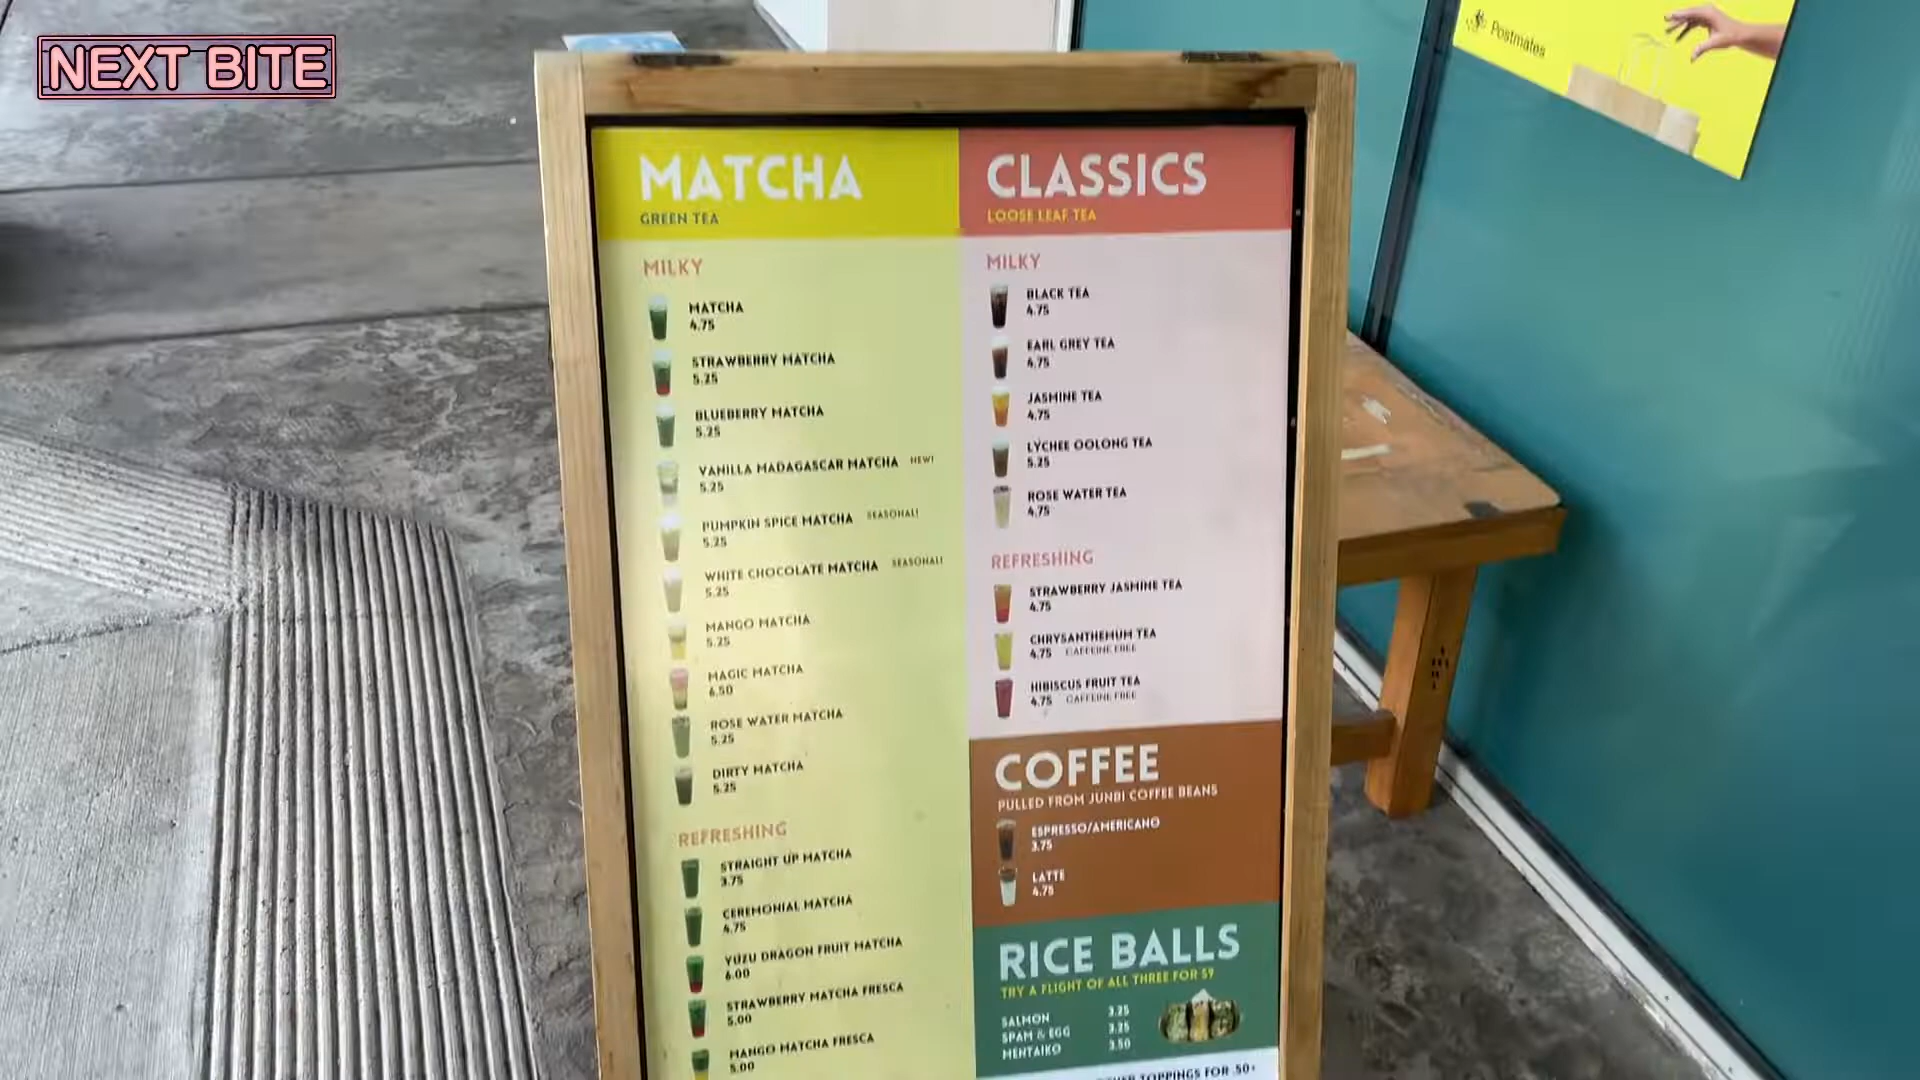 NEXT BITE
Postmates
MATCHA
GREEN TEA
MILKY
MATCHA
4.75
STRAWBERRY MATCHA
5.25
BLUEBERRY MATCHA
5.25
VANILLA MADAGASCAR MATCHA NEW!
5.25
PUMPKIN SPICE MATCHA SEASONAL!
5.25
WHITE CHOCOLATE MATCHA SEASONAL!
5.25
MANGO MATCHA
5.25
MAGIC MATCHA
6.50
ROSE WATER MATCHA
5.25
DIRTY MATCHA
5.25
REFRESHING
STRAIGHT UP MATCHA
3.75
CEREMONIAL MATCHA
4.75
YUZU DRAGON FRUIT MATCHA
6.00
STRAWBERRY MATCHA FRESCA
5.00
MANGO MATCHA FRESCA
5.00
CLASSICS
LOOSE LEAF TEA
MILKY
BLACK TEA
4.75
EARL GREY TEA
4.75
JASMINE TEA
4.75
LYCHEE OOLONG TEA
5.25
ROSE WATER TEA
4.75
REFRESHING
STRAWBERRY JASMINE TEA
4.75
CHRYSANTHEMUM TEA
4.75 CAFFEINE FREE
HIBISCUS FRUIT TEA
4.75 CAFFEINE FREE
COFFEE
PULLED FROM JUNBI COFFEE BEANS
ESPRESSO/AMERICANO
3.75
LATTE
4.75
RICE BALLS
TRY A FLIGHT OF ALL THREE FOR $9
SALMON 3.25
SPAM & EGG 3.25
MENTAIKO 3.50
TOPPINGS FOR .50+